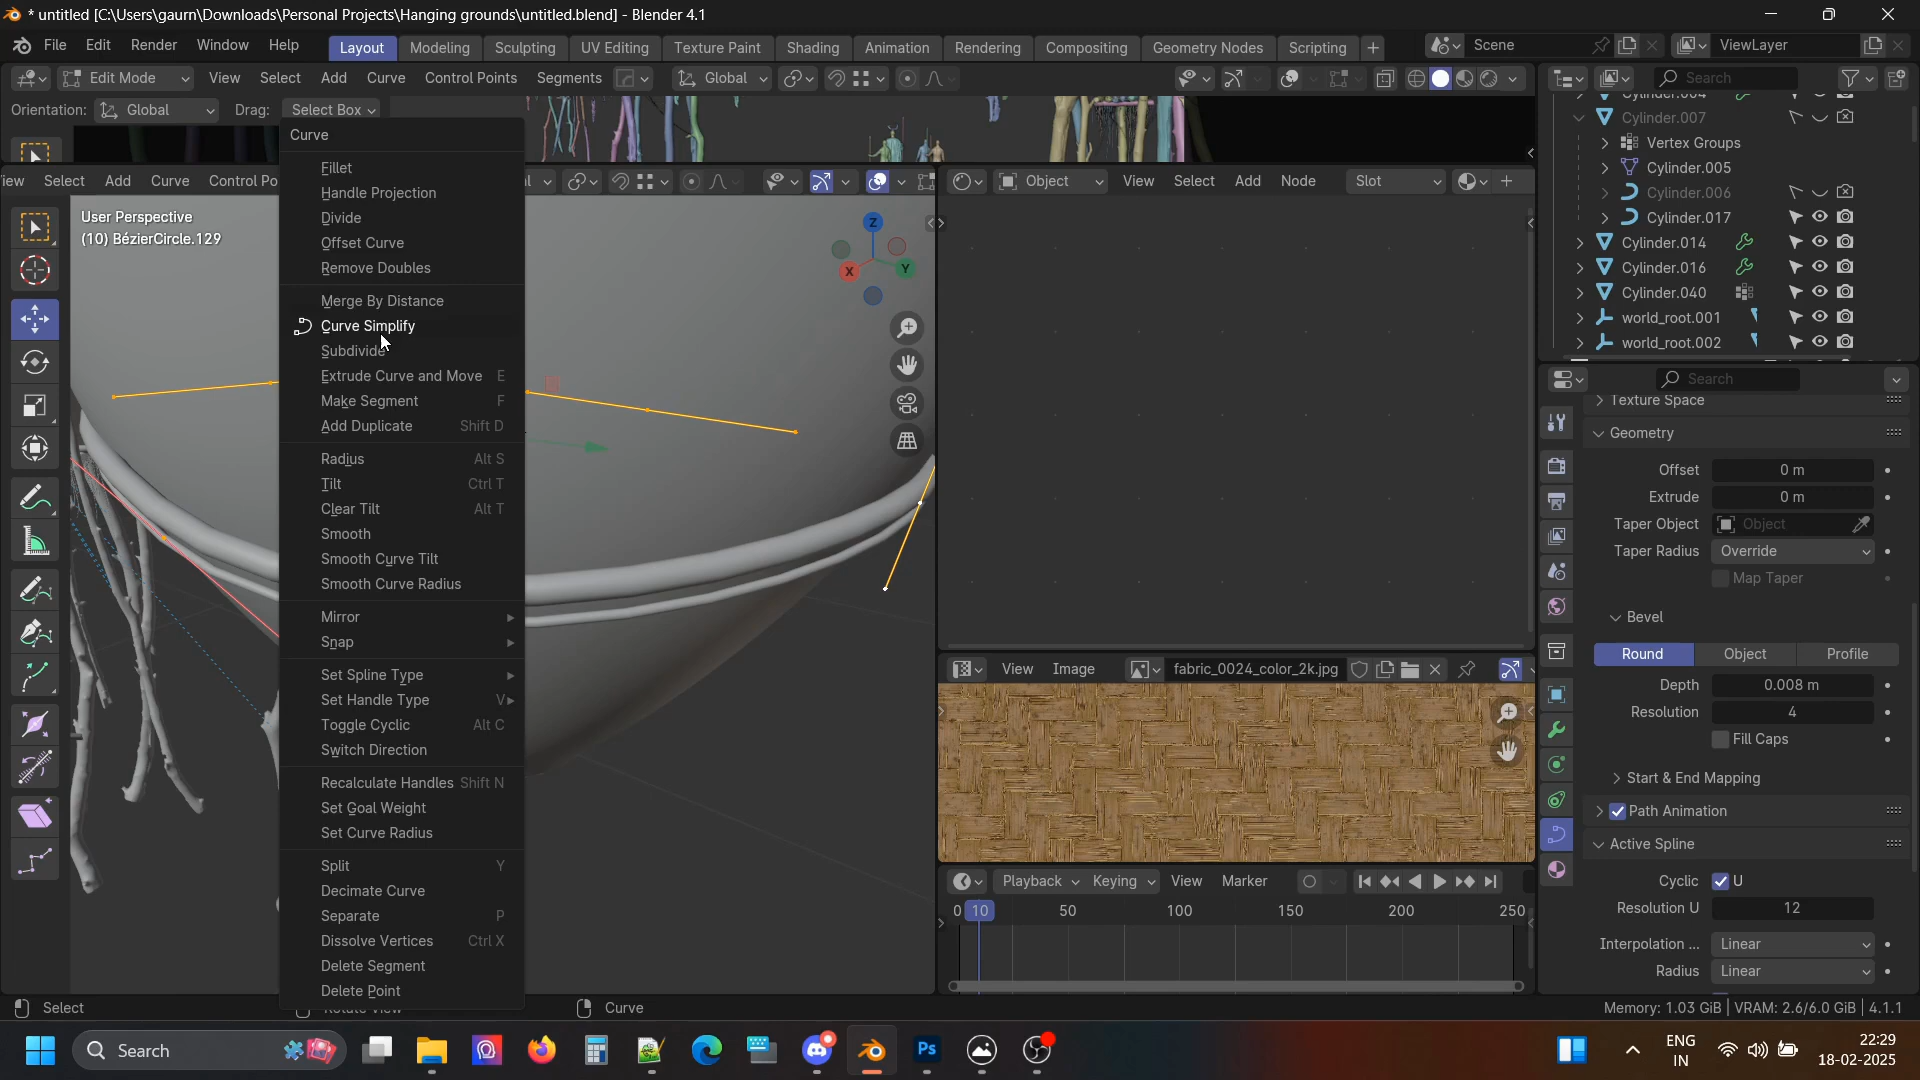 * untitled [C:\Users\gaurn\Downloads\Personal Projects\Hanging grounds\untitled.blend] - Blender 4.1
File Edit Render Window Help Layout Modeling Sculpting UV Editing Texture Paint Shading Animation Rendering Compositing Geometry Nodes Scripting + Scene ViewLayer
Edit Mode View Select Add Curve Control Points Segments Global Search
Orientation: Global Drag: Select Box
Curve
Fillet
Handle Projection
Divide
Offset Curve
Remove Doubles
Merge By Distance
Curve Simplify
Subdivide
Extrude Curve and Move E
Make Segment F
Add Duplicate Shift D
Radius Alt S
Tilt Ctrl T
Clear Tilt Alt T
Smooth
Smooth Curve Tilt
Smooth Curve Radius
Mirror
Snap
Set Spline Type
Set Handle Type V
Toggle Cyclic Alt C
Switch Direction
Recalculate Handles Shift N
Set Goal Weight
Set Curve Radius
Split Y
Decimate Curve
Separate P
Dissolve Vertices Ctrl X
Delete Segment
Delete Point
iew Select Add Curve Control Po
User Perspective
(10) BézierCircle.129
Z
X Y
Object View Select Add Node Slot
View Image fabric_0024_color_2k.jpg
Playback Keying View Marker
0 10 50 100 150 200 250
Cylinder.007
Vertex Groups
Cylinder.005
Cylinder.006
Cylinder.017
Cylinder.014
Cylinder.016
Cylinder.040
world_root.001
world_root.002
Search
Texture Space
Geometry
Offset 0 m
Extrude 0 m
Taper Object Object
Taper Radius Override
Map Taper
Bevel
Round Object Profile
Depth 0.008 m
Resolution 4
Fill Caps
Start & End Mapping
Path Animation
Active Spline
Cyclic U
Resolution U 12
Interpolation ... Linear
Radius Linear
Select Curve Memory: 1.03 GiB | VRAM: 2.6/6.0 GiB | 4.1.1
Search Ps ENG
IN
22:29
18-02-2025